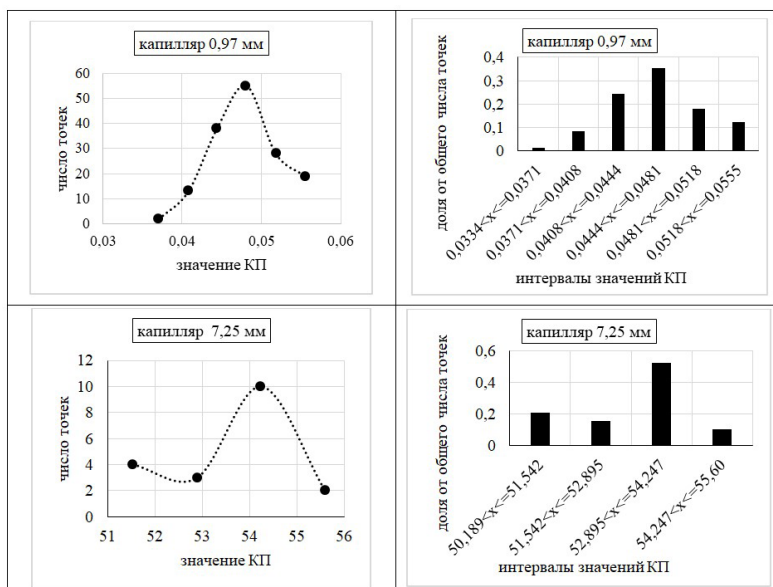 капилляр 0,97 мм
число точек
60
50
40
30
20
10
0
0,03 0,04 0,05 0,06
значение КП
капилляр 0,97 мм
доля от общего числа точек
0,4
0,3
0,2
0,1
0
0,0334<x<=0,0371
0,0371<x<=0,0408
0,0408<x<=0,0444
0,0444<x<=0,0481
0,0481<x<=0,0518
0,0518<x<=0,0555
интервалы значений КП
капилляр 7,25 мм
число точек
12
10
8
6
4
2
0
51 52 53 54 55 56
значение КП
капилляр 7,25 мм
доля от общего числа точек
0,6
0,4
0,2
0
50,189<x<=51,542
51,542<x<=52,895
52,895<x<=54,247
54,247<x<=55,60
интервалы значений КП